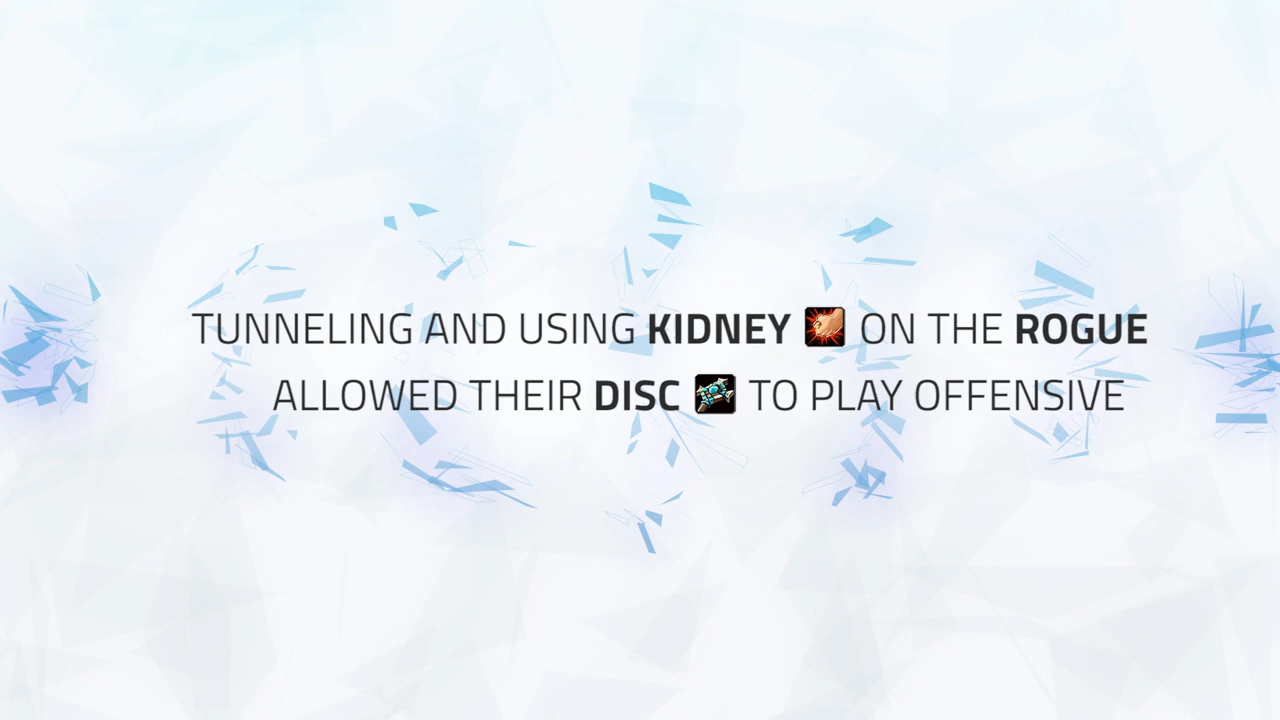 TUNNELING AND USING KIDNEY ON THE ROGUE
ALLOWED THEIR DISC TO PLAY OFFENSIVE